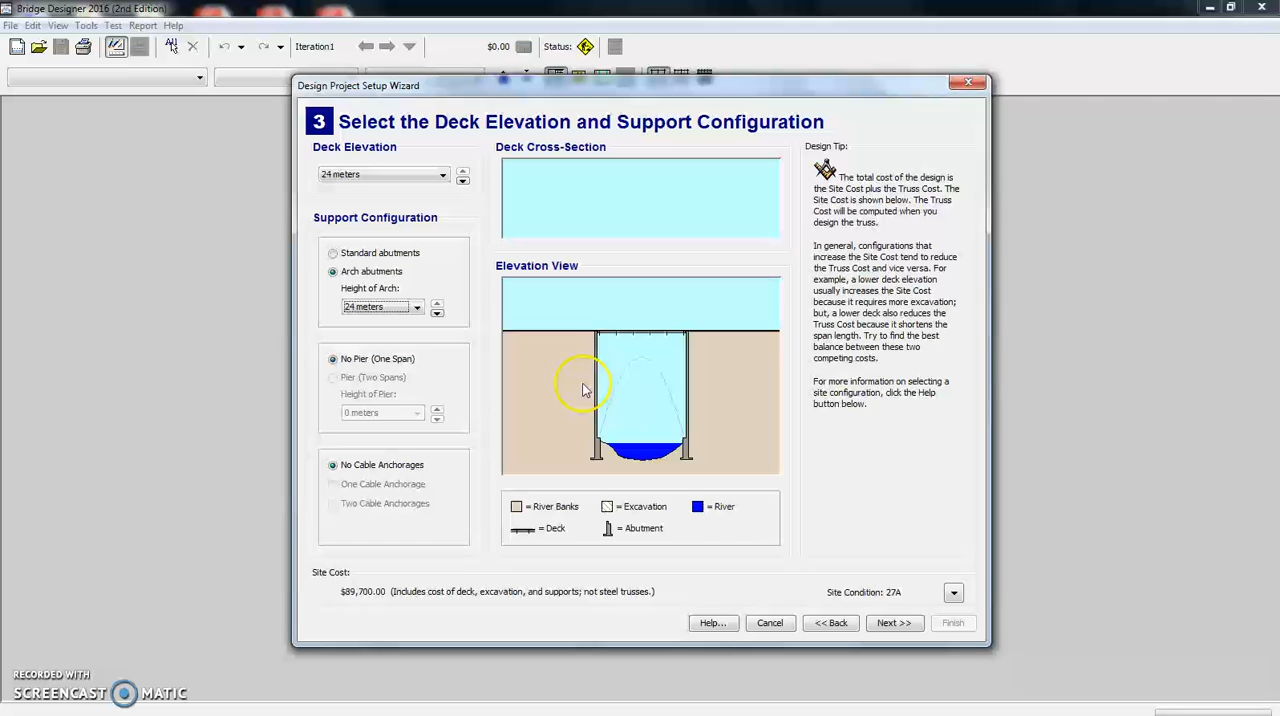 Bridge Designer 2016 (2nd Edition)
File Edit View Tools Test Report Help
Iteration1
$0.00
Status:
Design Project Setup Wizard
3 Select the Deck Elevation and Support Configuration
Deck Elevation
24 meters
Support Configuration
Standard abutments
Arch abutments
Height of Arch:
24 meters
No Pier (One Span)
Pier (Two Spans)
Height of Pier:
0 meters
No Cable Anchorages
One Cable Anchorage
Two Cable Anchorages
Deck Cross-Section
Elevation View
= River Banks
= Excavation
= River
= Deck
= Abutment
Design Tip:
The total cost of the design is
the Site Cost plus the Truss Cost. The
Site Cost is shown below. The Truss
Cost will be computed when you
design the truss.
In general, configurations that
increase the Site Cost tend to reduce
the Truss Cost and vice versa. For
example, a lower deck elevation
usually increases the Site Cost
because it requires more excavation;
but, a lower deck also reduces the
Truss Cost because it shortens the
span length. Try to find the best
balance between these two
competing costs.
For more information on selecting a
site configuration, click the Help
button below.
Site Cost:
$89,700.00 (Includes cost of deck, excavation, and supports; not steel trusses.)
Site Condition: 27A
Help... Cancel << Back Next >> Finish
RECORDED WITH
SCREENCAST MATIC